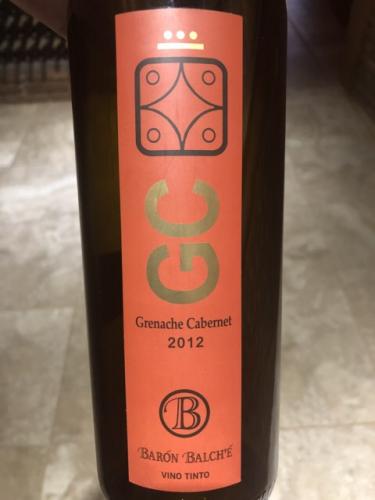 GC
Grenache Cabernet
2012
B
BARÓN BALCH'É
VINO TINTO